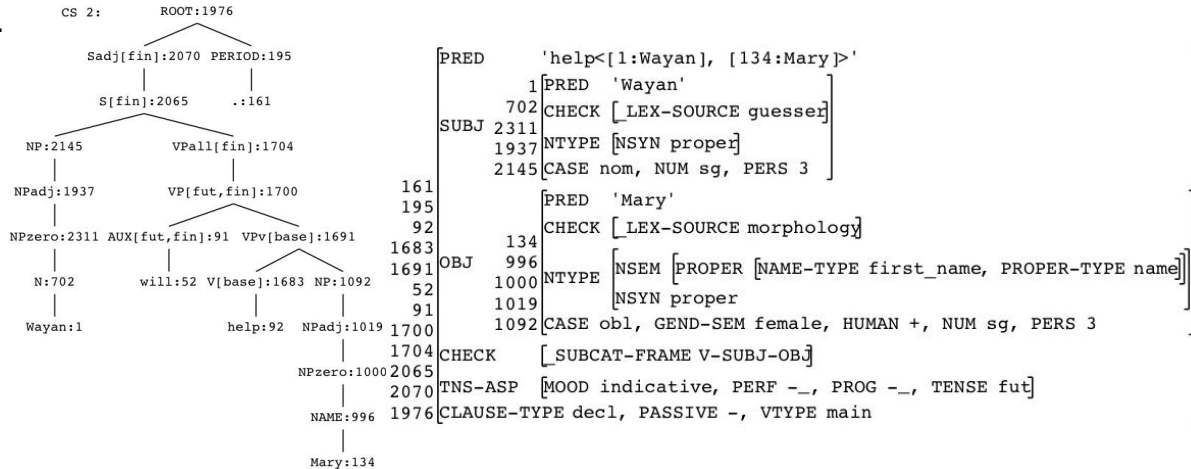 CS 2: ROOT:1976
Sadj[fin]:2070 PERIOD:195
S[fin]:2065 .:161
NP:2145 VPall[fin]:1704
NPadj:1937 VP[fut,fin]:1700
NPzero:2311 AUX[fut,fin]:91 VPv[base]:1691
N:702 will:52 V[base]:1683 NP:1092
Wayan:1 help:92 NPadj:1019
NPzero:1000
NAME:996
Mary:134
PRED 'help<[1:Wayan], [134:Mary]>'
1 PRED 'Wayan'
702 CHECK [_LEX-SOURCE guesser]
SUBJ 2311
1937 NTYPE [NSYN proper]
2145 CASE nom, NUM sg, PERS 3
161
195
92
1683
1691
52
91
1700
1704
2065
2070
1976
PRED 'Mary'
CHECK [_LEX-SOURCE morphology]
134
OBJ 996
1000 NTYPE [NSEM [PROPER [NAME-TYPE first_name, PROPER-TYPE name]]
1019 NSYN proper]
1092 CASE obl, GEND-SEM female, HUMAN +, NUM sg, PERS 3
CHECK [_SUBCAT-FRAME V-SUBJ-OBJ]
TNS-ASP [MOOD indicative, PERF -_, PROG -_, TENSE fut]
CLAUSE-TYPE decl, PASSIVE -, VTYPE main